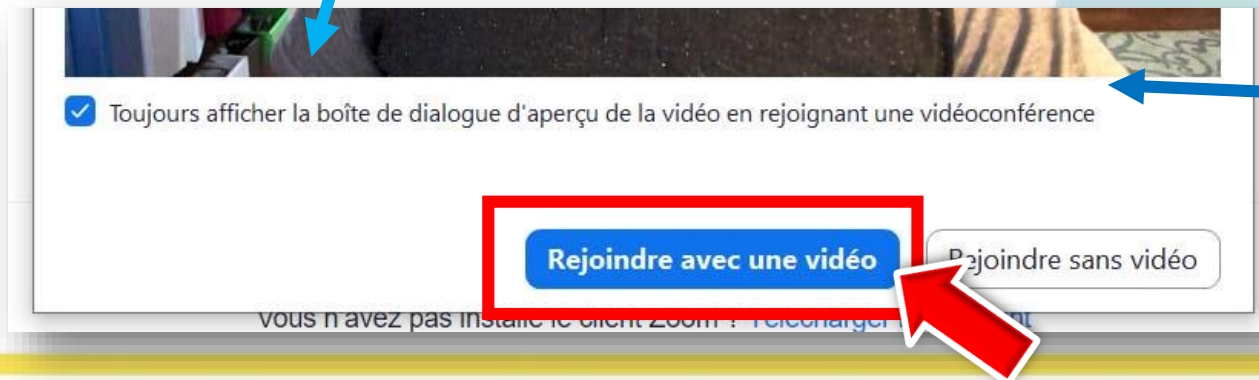 Toujours afficher la boîte de dialogue d'aperçu de la vidéo en rejoignant une vidéoconférence
Rejoindre avec une vidéo
Rejoindre sans vidéo
vous n'avez pas installé le client Zoom ? Télécharger